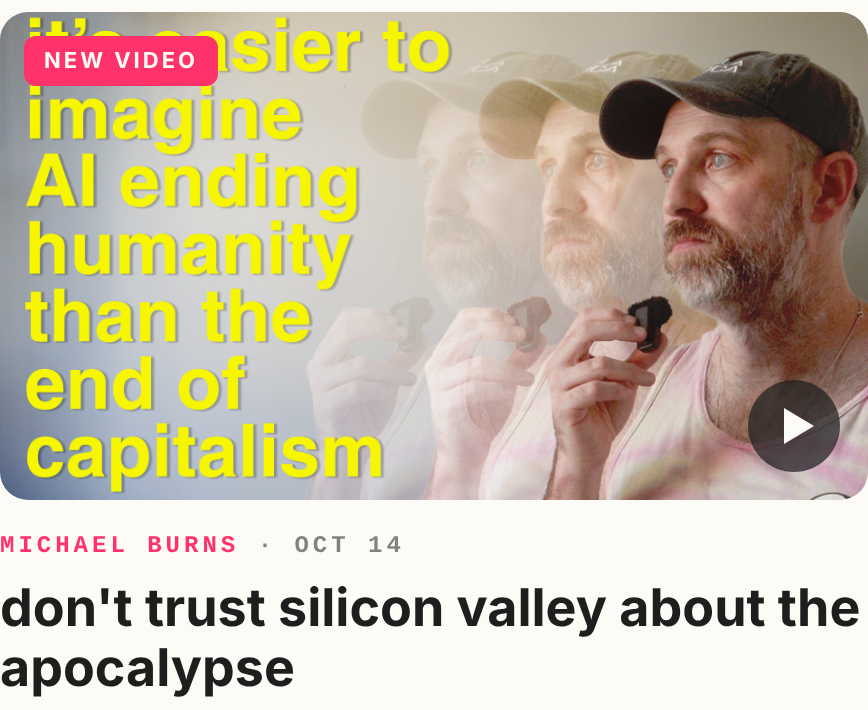 it's easier to
NEW VIDEO
imagine
AI ending
humanity
than the
end of
capitalism
MICHAEL BURNS · OCT 14
don't trust silicon valley about the
apocalypse